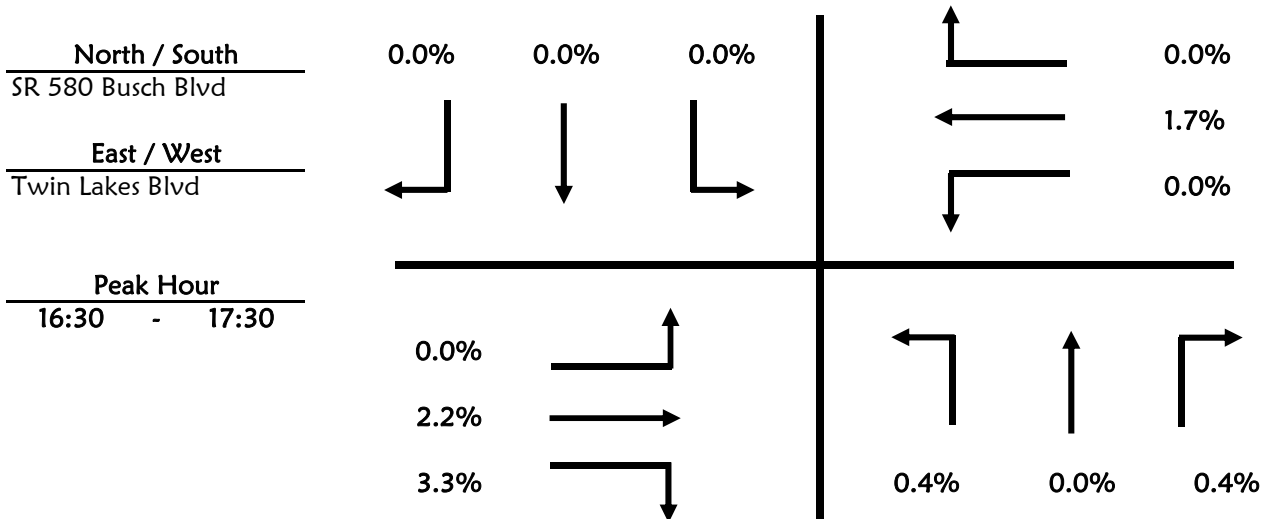 North / South
SR 580 Busch Blvd
East / West
Twin Lakes Blvd
Peak Hour
16:30 - 17:30
0.0% 0.0% 0.0%
0.0%
1.7%
0.0%
0.0%
2.2%
3.3%
0.4% 0.0% 0.4%